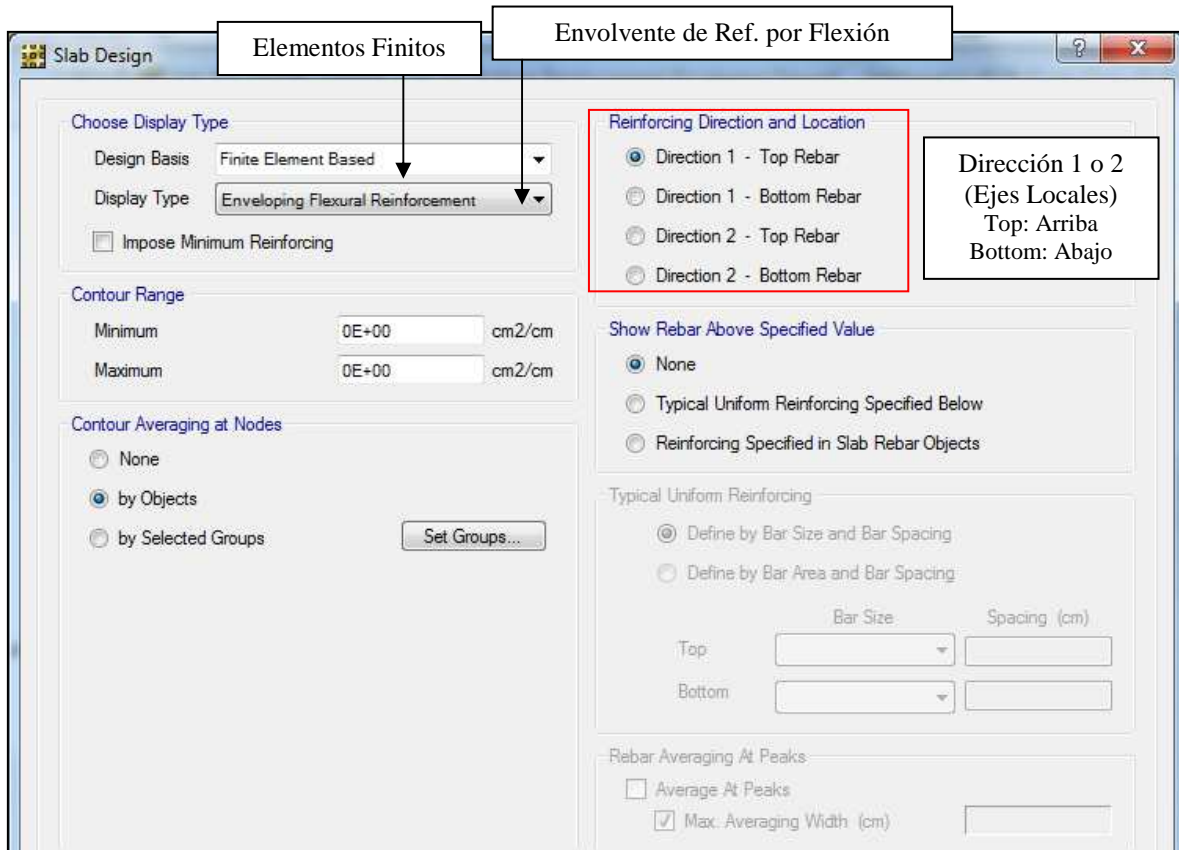 Elementos Finitos
Envolvente de Ref. por Flexión
Slab Design
Choose Display Type
Design Basis Finite Element Based
Display Type Enveloping Flexural Reinforcement
Impose Minimum Reinforcing
Contour Range
Minimum 0E+00 cm2/cm
Maximum 0E+00 cm2/cm
Contour Averaging at Nodes
None
by Objects
by Selected Groups Set Groups...
Reinforcing Direction and Location
Direction 1 - Top Rebar
Direction 1 - Bottom Rebar
Direction 2 - Top Rebar
Direction 2 - Bottom Rebar
Dirección 1 o 2
(Ejes Locales)
Top: Arriba
Bottom: Abajo
Show Rebar Above Specified Value
None
Typical Uniform Reinforcing Specified Below
Reinforcing Specified in Slab Rebar Objects
Typical Uniform Reinforcing
Define by Bar Size and Bar Spacing
Define by Bar Area and Bar Spacing
Bar Size Spacing (cm)
Top
Bottom
Rebar Averaging At Peaks
Average At Peaks
Max. Averaging Width (cm)